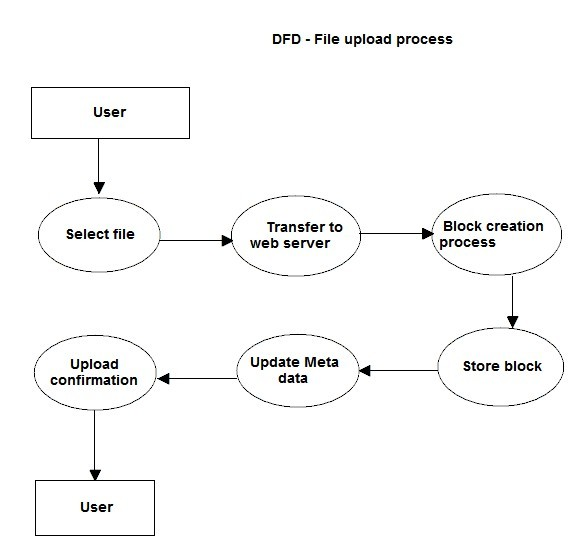 DFD - File upload process
User
Select file
Transfer to
web server
Block creation
process
Store block
Update Meta
data
Upload
confirmation
User